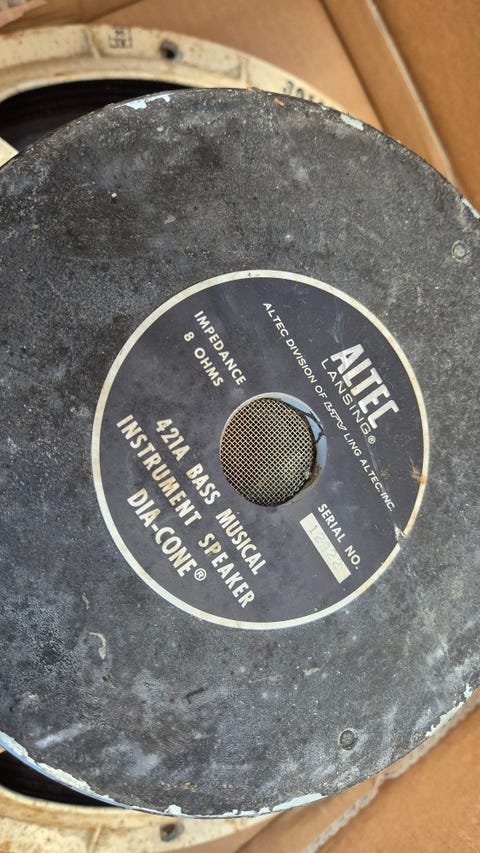 ALTEC
LANSING®
ALTEC DIVISION OF LTV LING ALTEC, INC.
IMPEDANCE
8 OHMS
SERIAL NO.
421A BASS MUSICAL
INSTRUMENT SPEAKER
DIA-CONE®